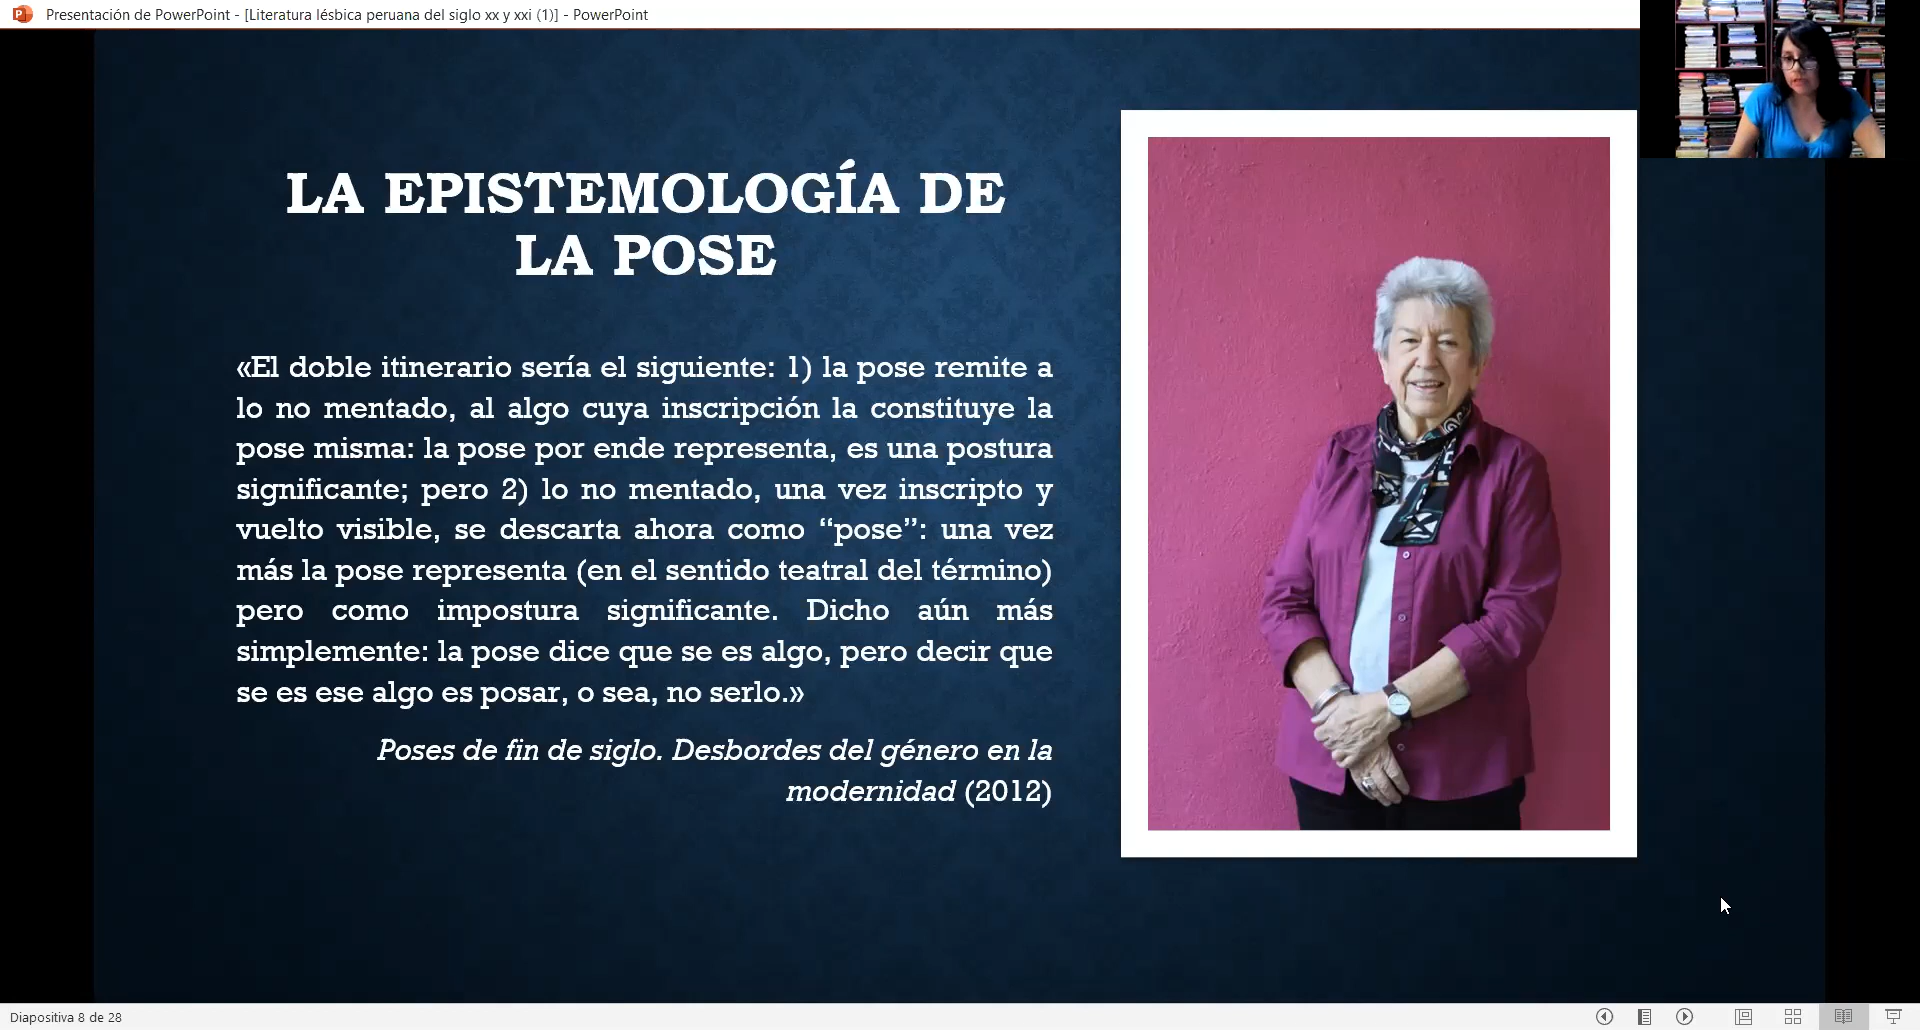 Presentación de PowerPoint - [Literatura lésbica peruana del siglo xx y xxi (1)] - PowerPoint
LA EPISTEMOLOGÍA DE
LA POSE
«El doble itinerario sería el siguiente: 1) la pose remite a
lo no mentado, al algo cuya inscripción la constituye la
pose misma: la pose por ende representa, es una postura
significante; pero 2) lo no mentado, una vez inscripto y
vuelto visible, se descarta ahora como “pose”: una vez
más la pose representa (en el sentido teatral del término)
pero como impostura significante. Dicho aún más
simplemente: la pose dice que se es algo, pero decir que
se es ese algo es posar, o sea, no serlo.»
Poses de fin de siglo. Desbordes del género en la
modernidad (2012)
Diapositiva 8 de 28